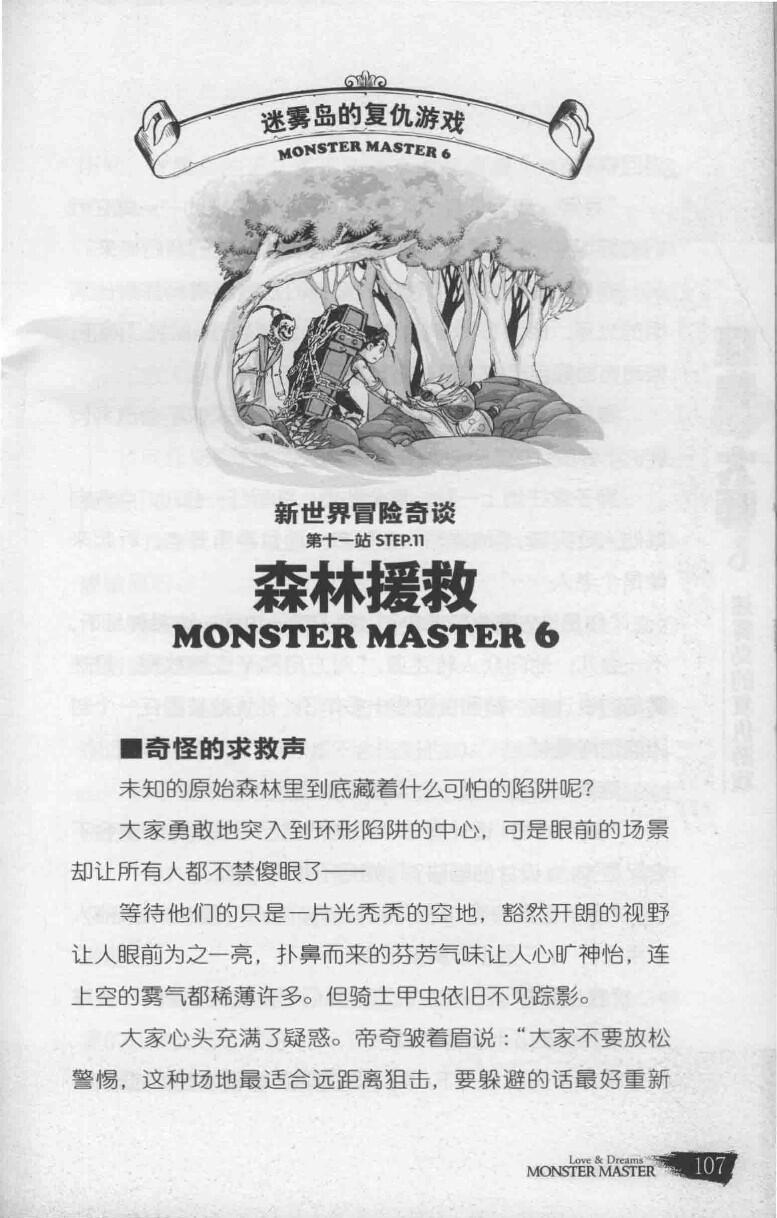 迷雾岛的复仇游戏
MONSTER MASTER 6
新世界冒险奇谈
第十一站 STEP.11
森林援救
MONSTER MASTER 6
■奇怪的求救声
未知的原始森林里到底藏着什么可怕的陷阱呢？
大家勇敢地突入到环形陷阱的中心，可是眼前的场景
却让所有人都不禁傻眼了——
等待他们的只是一片光秃秃的空地，豁然开朗的视野
让人眼前为之一亮，扑鼻而来的芬芳气味让人心旷神怡，连
上空的雾气都稀薄许多。但骑士甲虫依旧不见踪影。
大家心头充满了疑惑。帝奇皱着眉说：“大家不要放松
警惕，这种场地最适合远距离狙击，要躲避的话最好重新
Love & Dreams
MONSTER MASTER
107